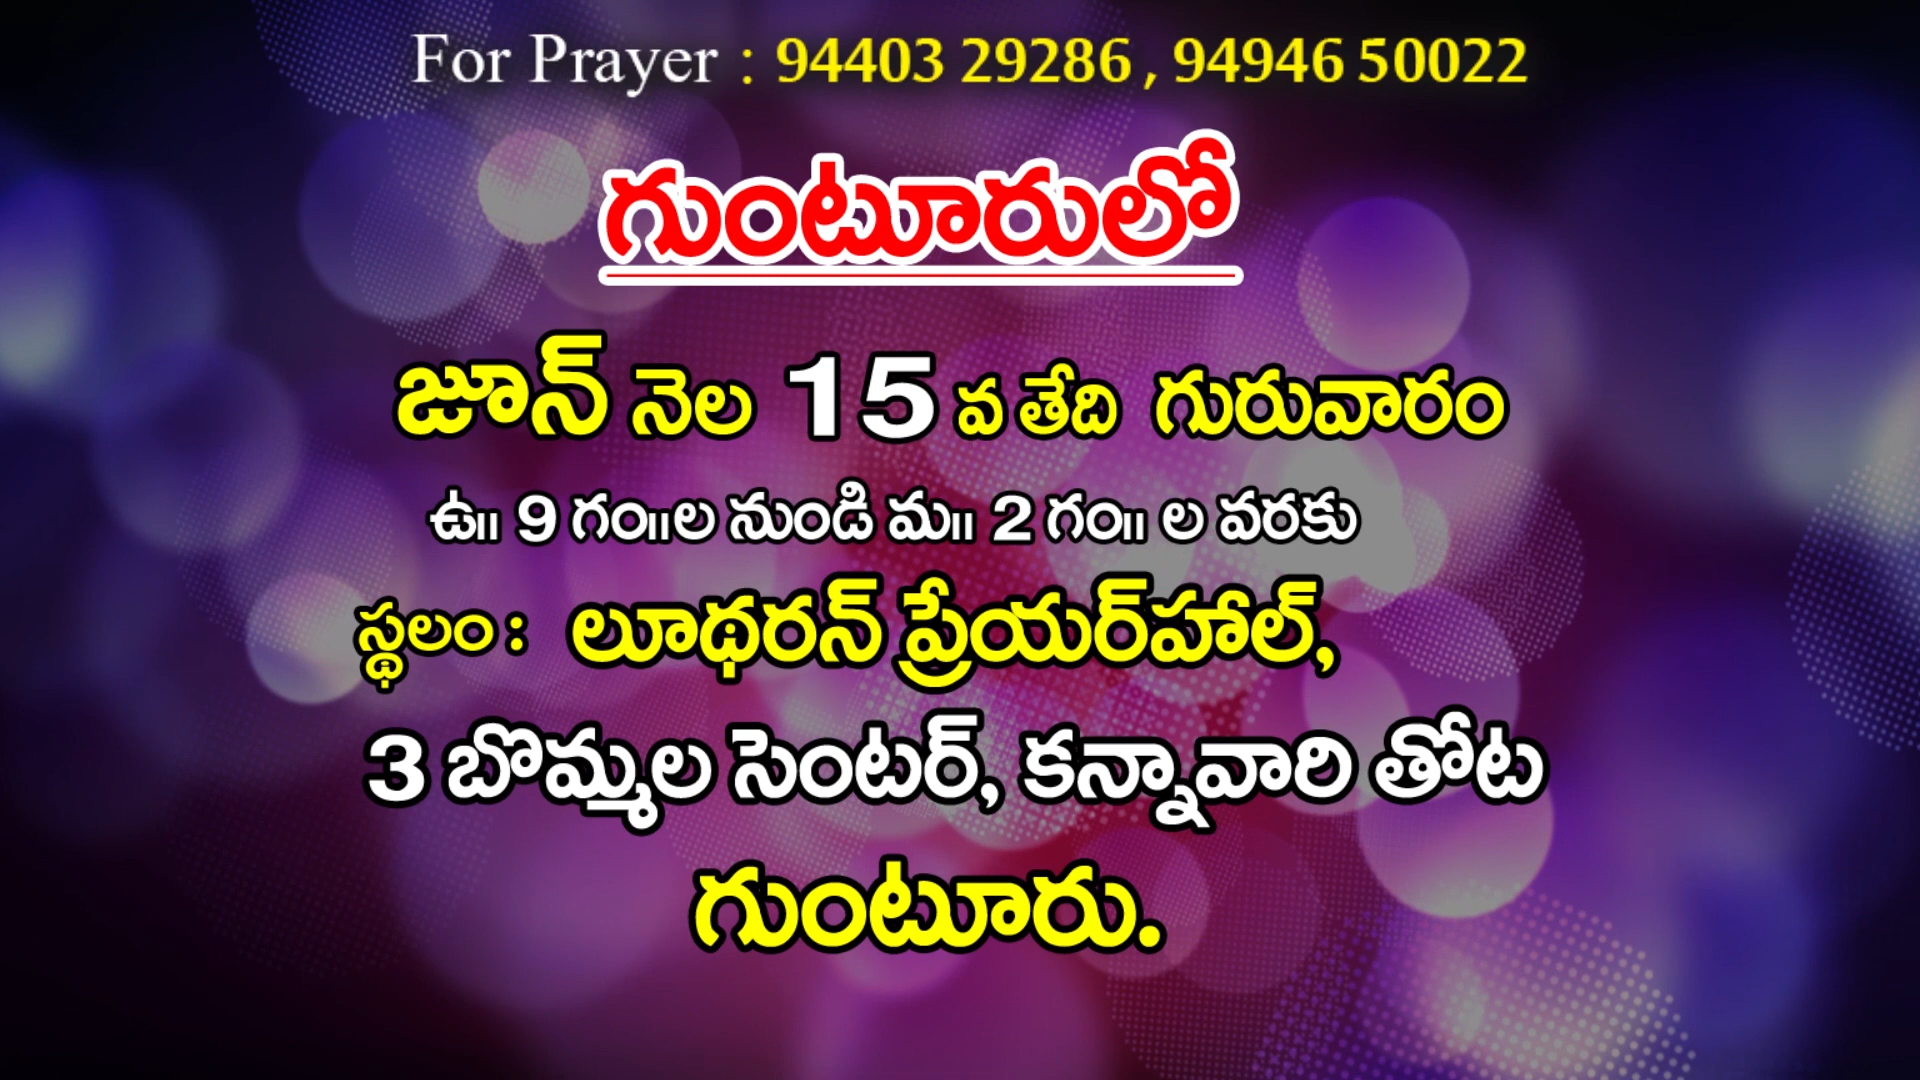 For Prayer : 94403 29286 , 94946 50022
గుంటూరులో
జూన్ నెల 15 వ తేది గురువారం
ఉ॥ 9 గం॥ల నుండి మ॥ 2 గం॥ ల వరకు
స్థలం : లూథరన్ ప్రేయర్‌హాల్,
3 బొమ్మల సెంటర్, కన్నావారి తోట
గుంటూరు.